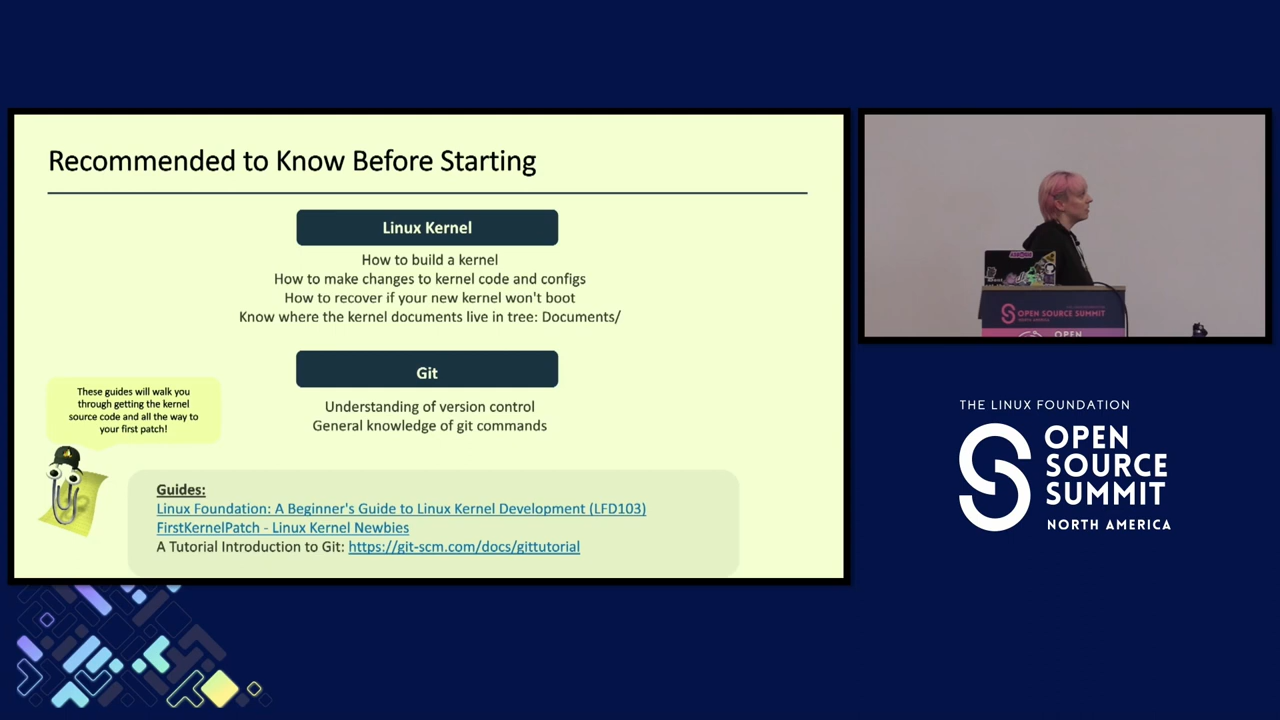 Recommended to Know Before Starting
Linux Kernel
How to build a kernel
How to make changes to kernel code and configs
How to recover if your new kernel won't boot
Know where the kernel documents live in tree: Documents/
Git
Understanding of version control
General knowledge of git commands
These guides will walk you
through getting the kernel
source code and all the way to
your first patch!
Guides:
Linux Foundation: A Beginner's Guide to Linux Kernel Development (LFD103)
FirstKernelPatch - Linux Kernel Newbies
A Tutorial Introduction to Git: https://git-scm.com/docs/gittutorial
OPEN SOURCE SUMMIT
NORTH AMERICA
OPEN
THE LINUX FOUNDATION
OPEN
SOURCE
SUMMIT
NORTH AMERICA